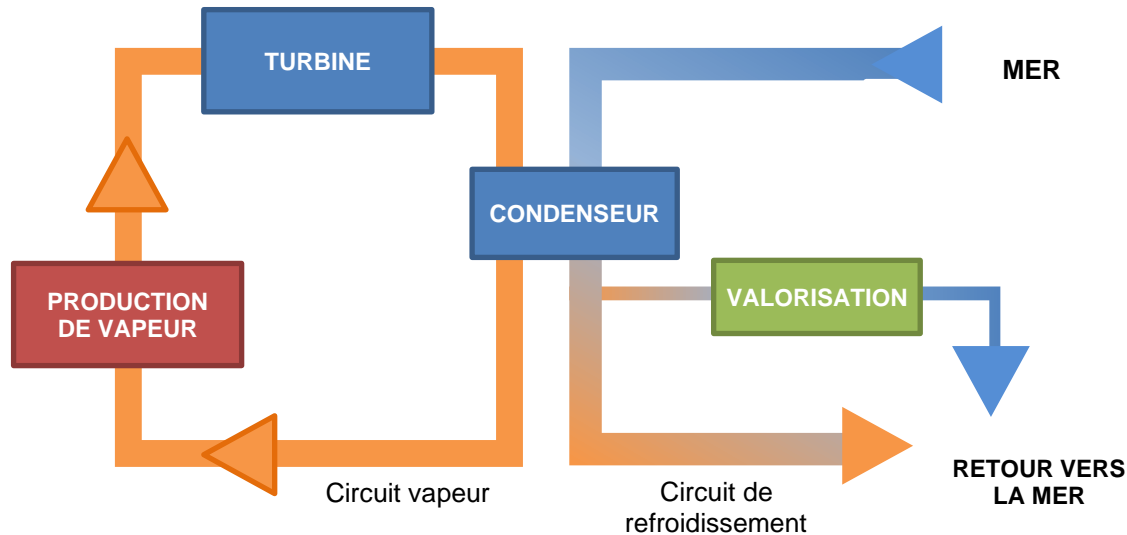 TURBINE
MER
CONDENSEUR
PRODUCTION
DE VAPEUR
VALORISATION
Circuit vapeur
Circuit de
refroidissement
RETOUR VERS
LA MER